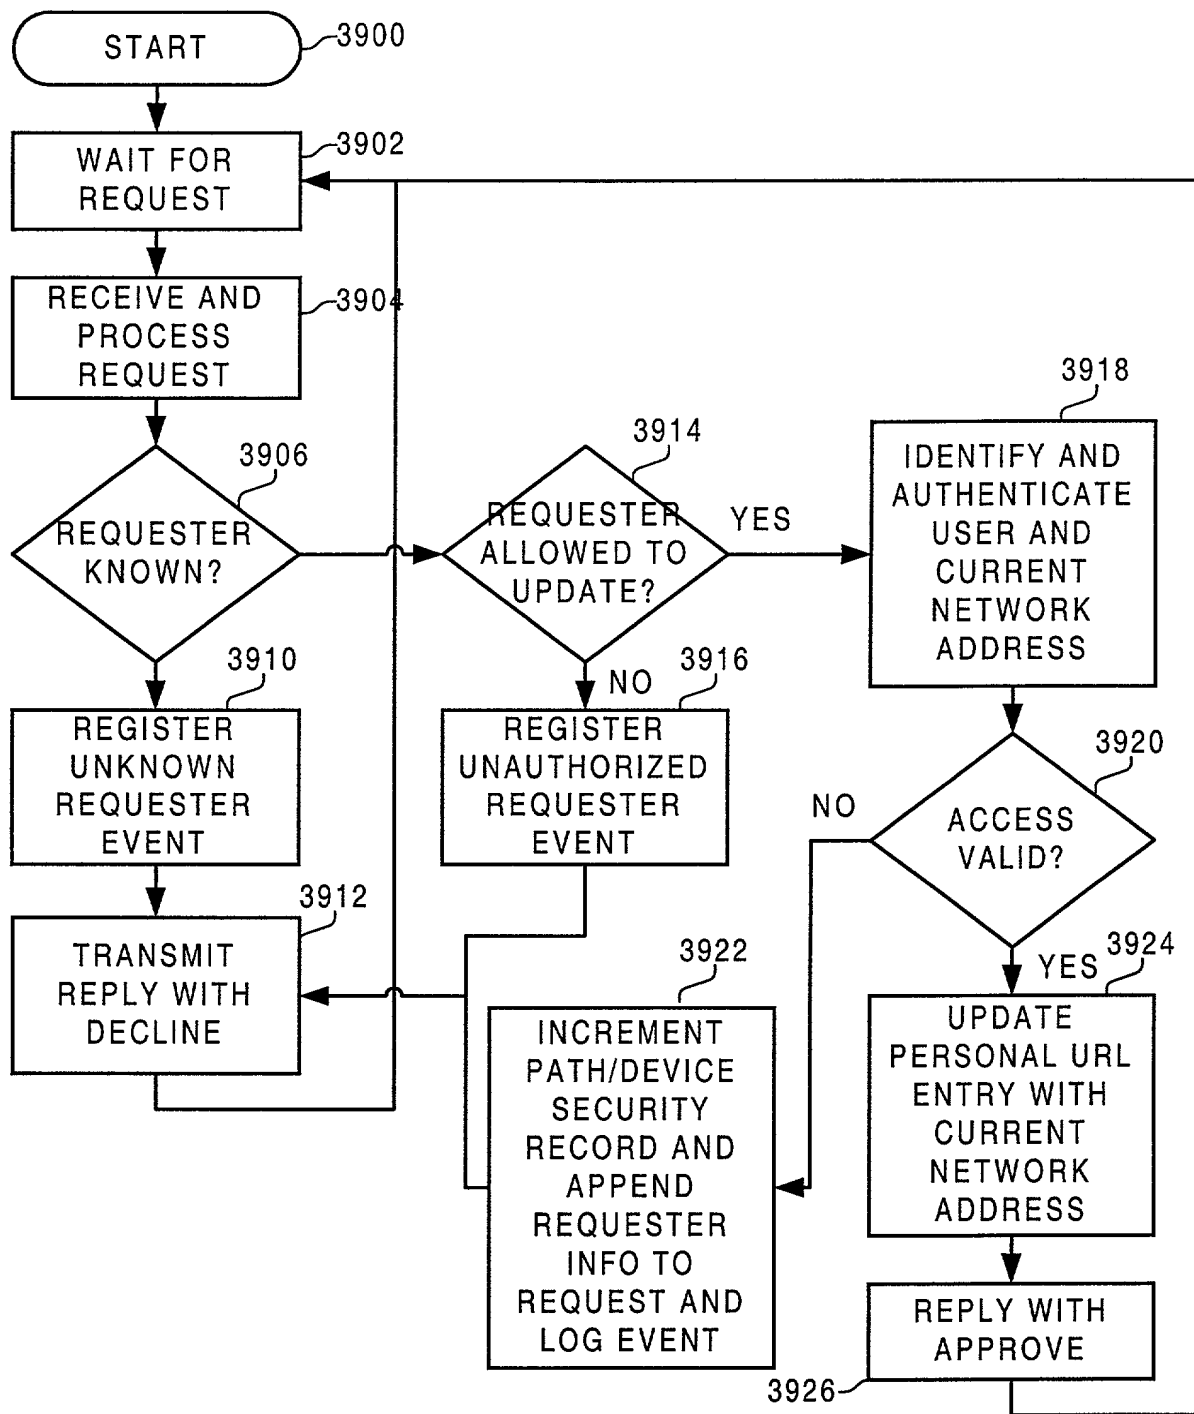 START
3900
3902
WAIT FOR
REQUEST
3904
RECEIVE AND
PROCESS
REQUEST
3906
REQUESTER
KNOWN?
3910
REGISTER
UNKNOWN
REQUESTER
EVENT
3912
TRANSMIT
REPLY WITH
DECLINE
3914
REQUESTER
ALLOWED TO
UPDATE?
YES
NO
3916
REGISTER
UNAUTHORIZED
REQUESTER
EVENT
3918
IDENTIFY AND
AUTHENTICATE
USER AND
CURRENT
NETWORK
ADDRESS
3920
ACCESS
VALID?
NO
YES
3922
INCREMENT
PATH/DEVICE
SECURITY
RECORD AND
APPEND
REQUESTER
INFO TO
REQUEST AND
LOG EVENT
3924
UPDATE
PERSONAL URL
ENTRY WITH
CURRENT
NETWORK
ADDRESS
REPLY WITH
APPROVE
3926